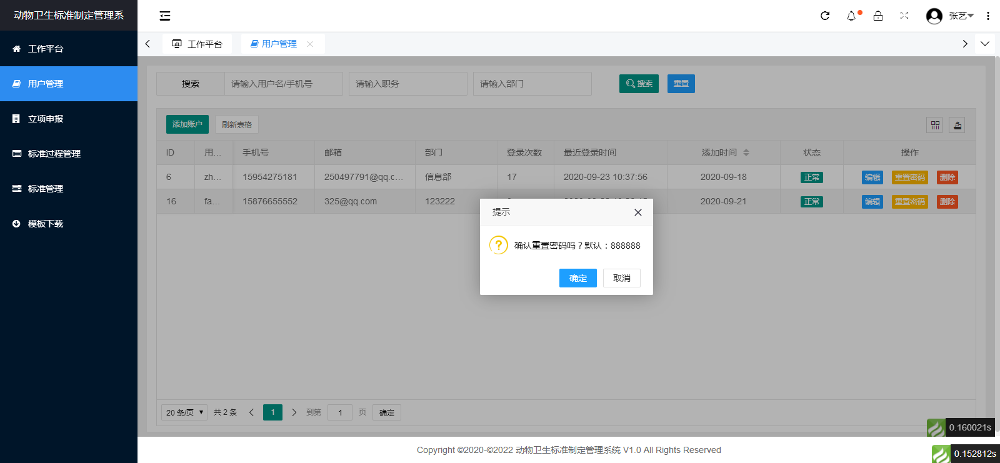 动物卫生标准制定管理系
张艺
工作平台
用户管理
立项申报
标准过程管理
标准管理
模板下载
工作平台
用户管理
搜索
请输入用户名/手机号
请输入职务
请输入部门
搜索
重置
添加账户
刷新表格
ID 用... 手机号 邮箱 部门 登录次数 最近登录时间 添加时间 状态 操作
6 zh... 15954275181 250497791@qq.c... 信息部 17 2020-09-23 10:37:56 2020-09-18 正常 编辑 重置密码 删除
16 fa... 15876655552 325@qq.com 123222 2020-09-21 正常 编辑 重置密码 删除
提示
确认重置密码吗？默认：888888
确定
取消
20 条/页 共 2 条 1 到第 1 页 确定
0.160021s
Copyright ©2020-©2022 动物卫生标准制定管理系统 V1.0 All Rights Reserved
0.152812s